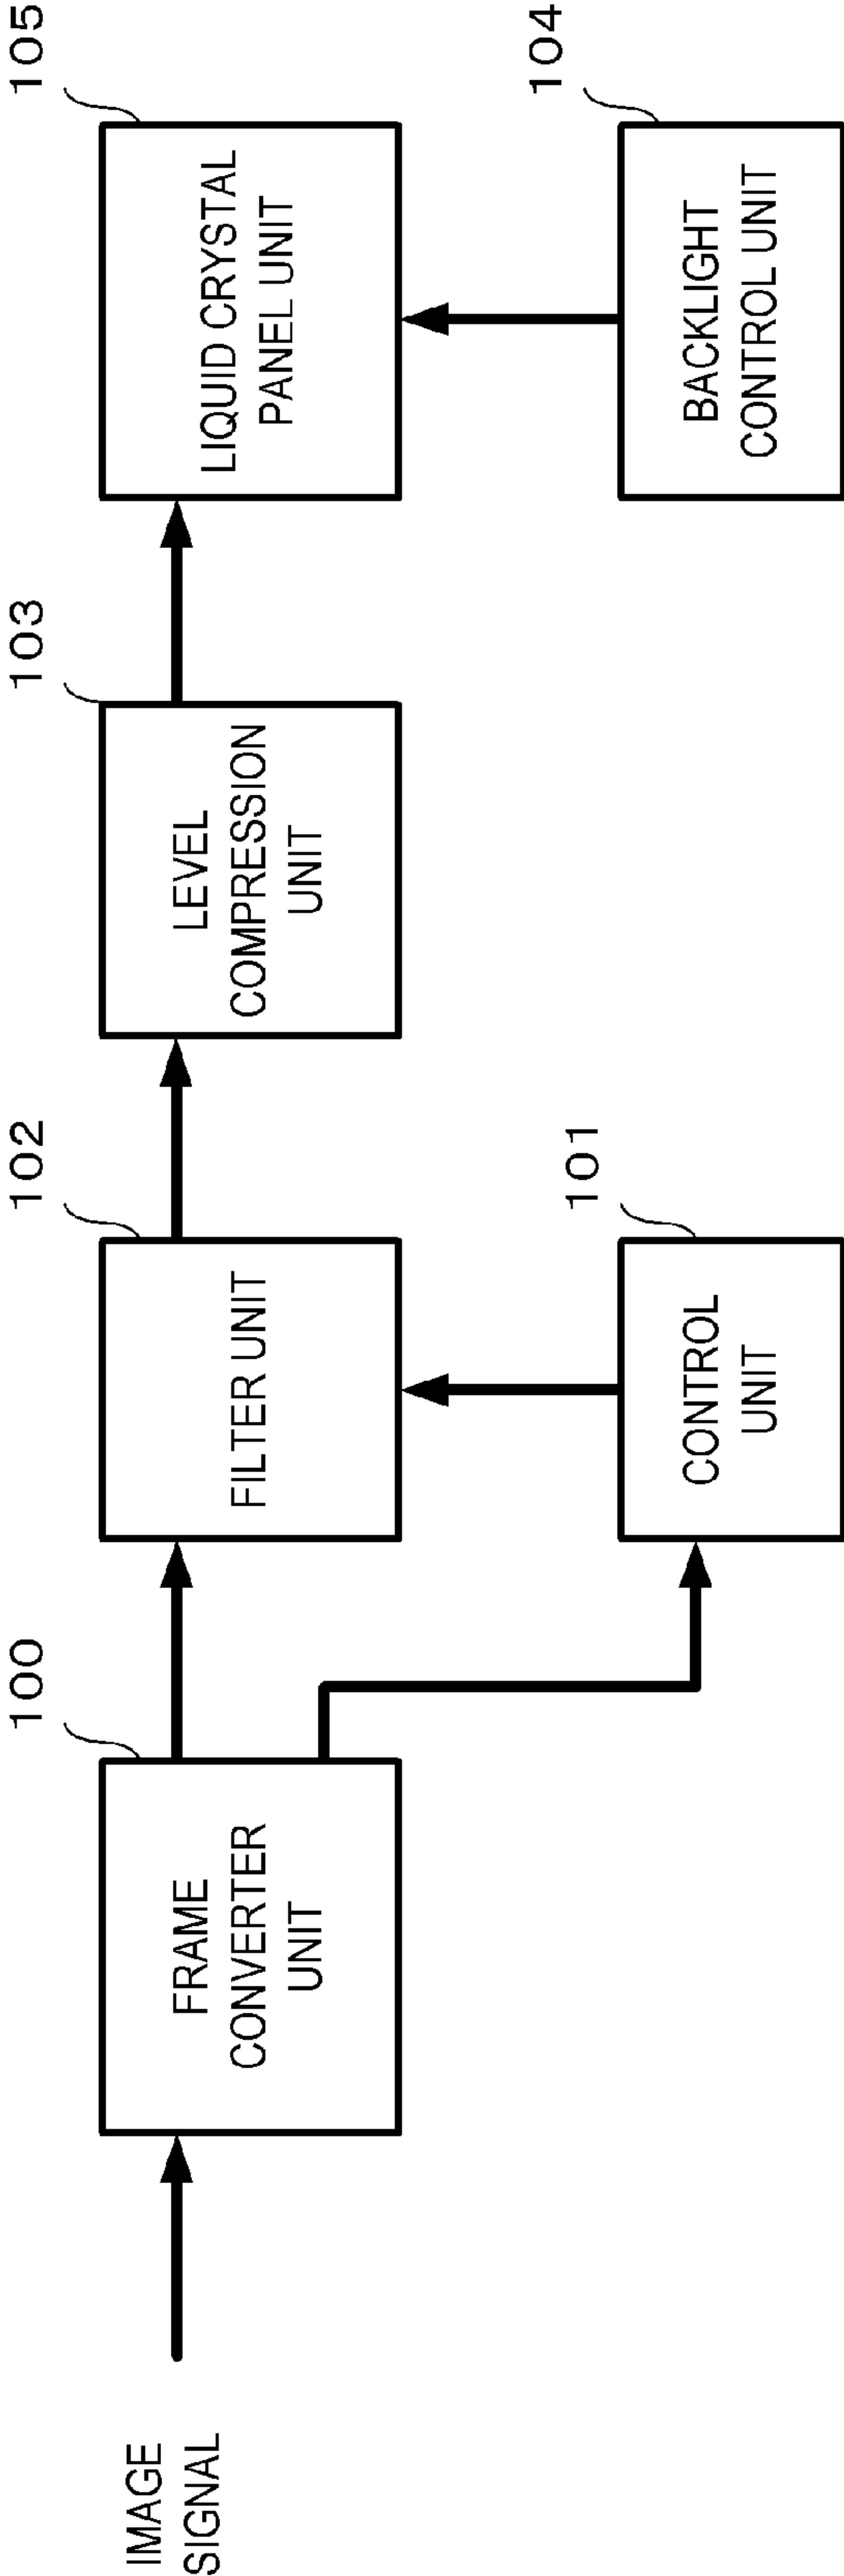 IMAGE
SIGNAL
100
FRAME
CONVERTER
UNIT
102
FILTER UNIT
103
LEVEL
COMPRESSION
UNIT
105
LIQUID CRYSTAL
PANEL UNIT
101
CONTROL
UNIT
104
BACKLIGHT
CONTROL UNIT